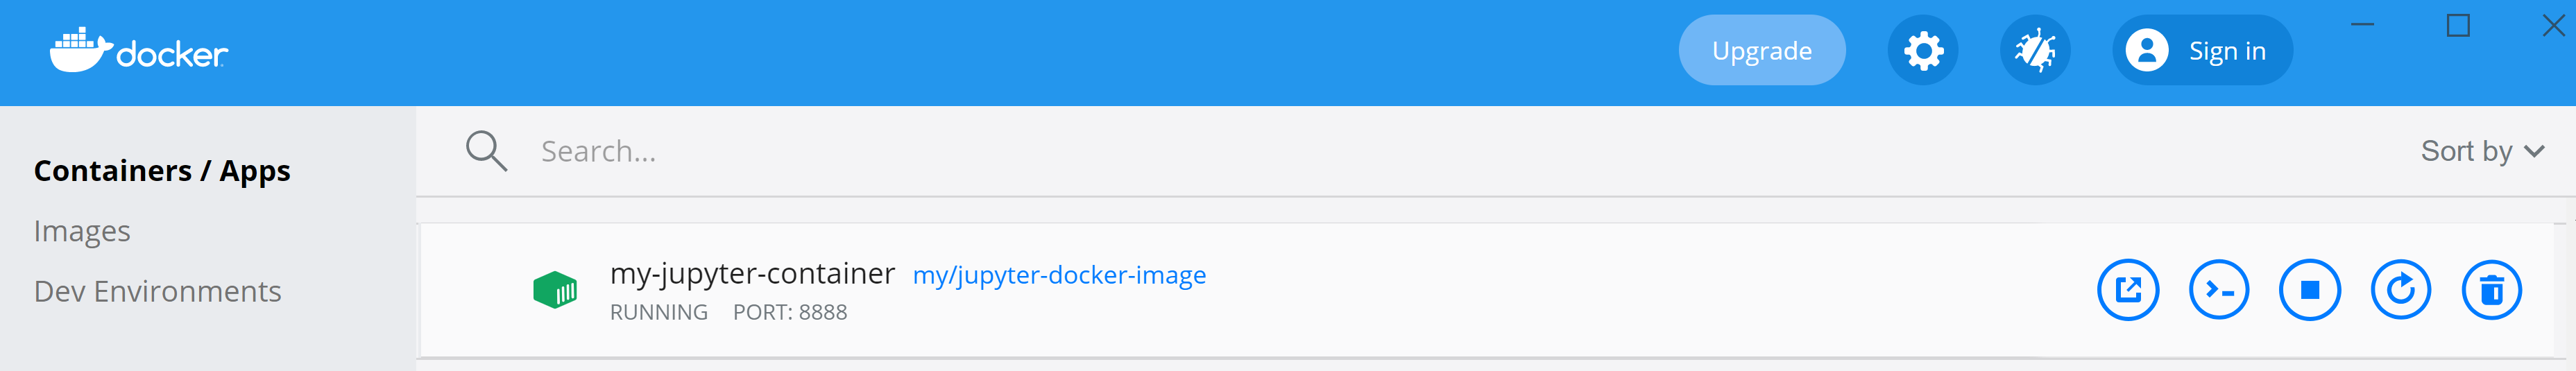 docker
Upgrade
Sign in
Containers / Apps
Images
Dev Environments
Search...
Sort by
my-jupyter-container my/jupyter-docker-image
RUNNING PORT: 8888